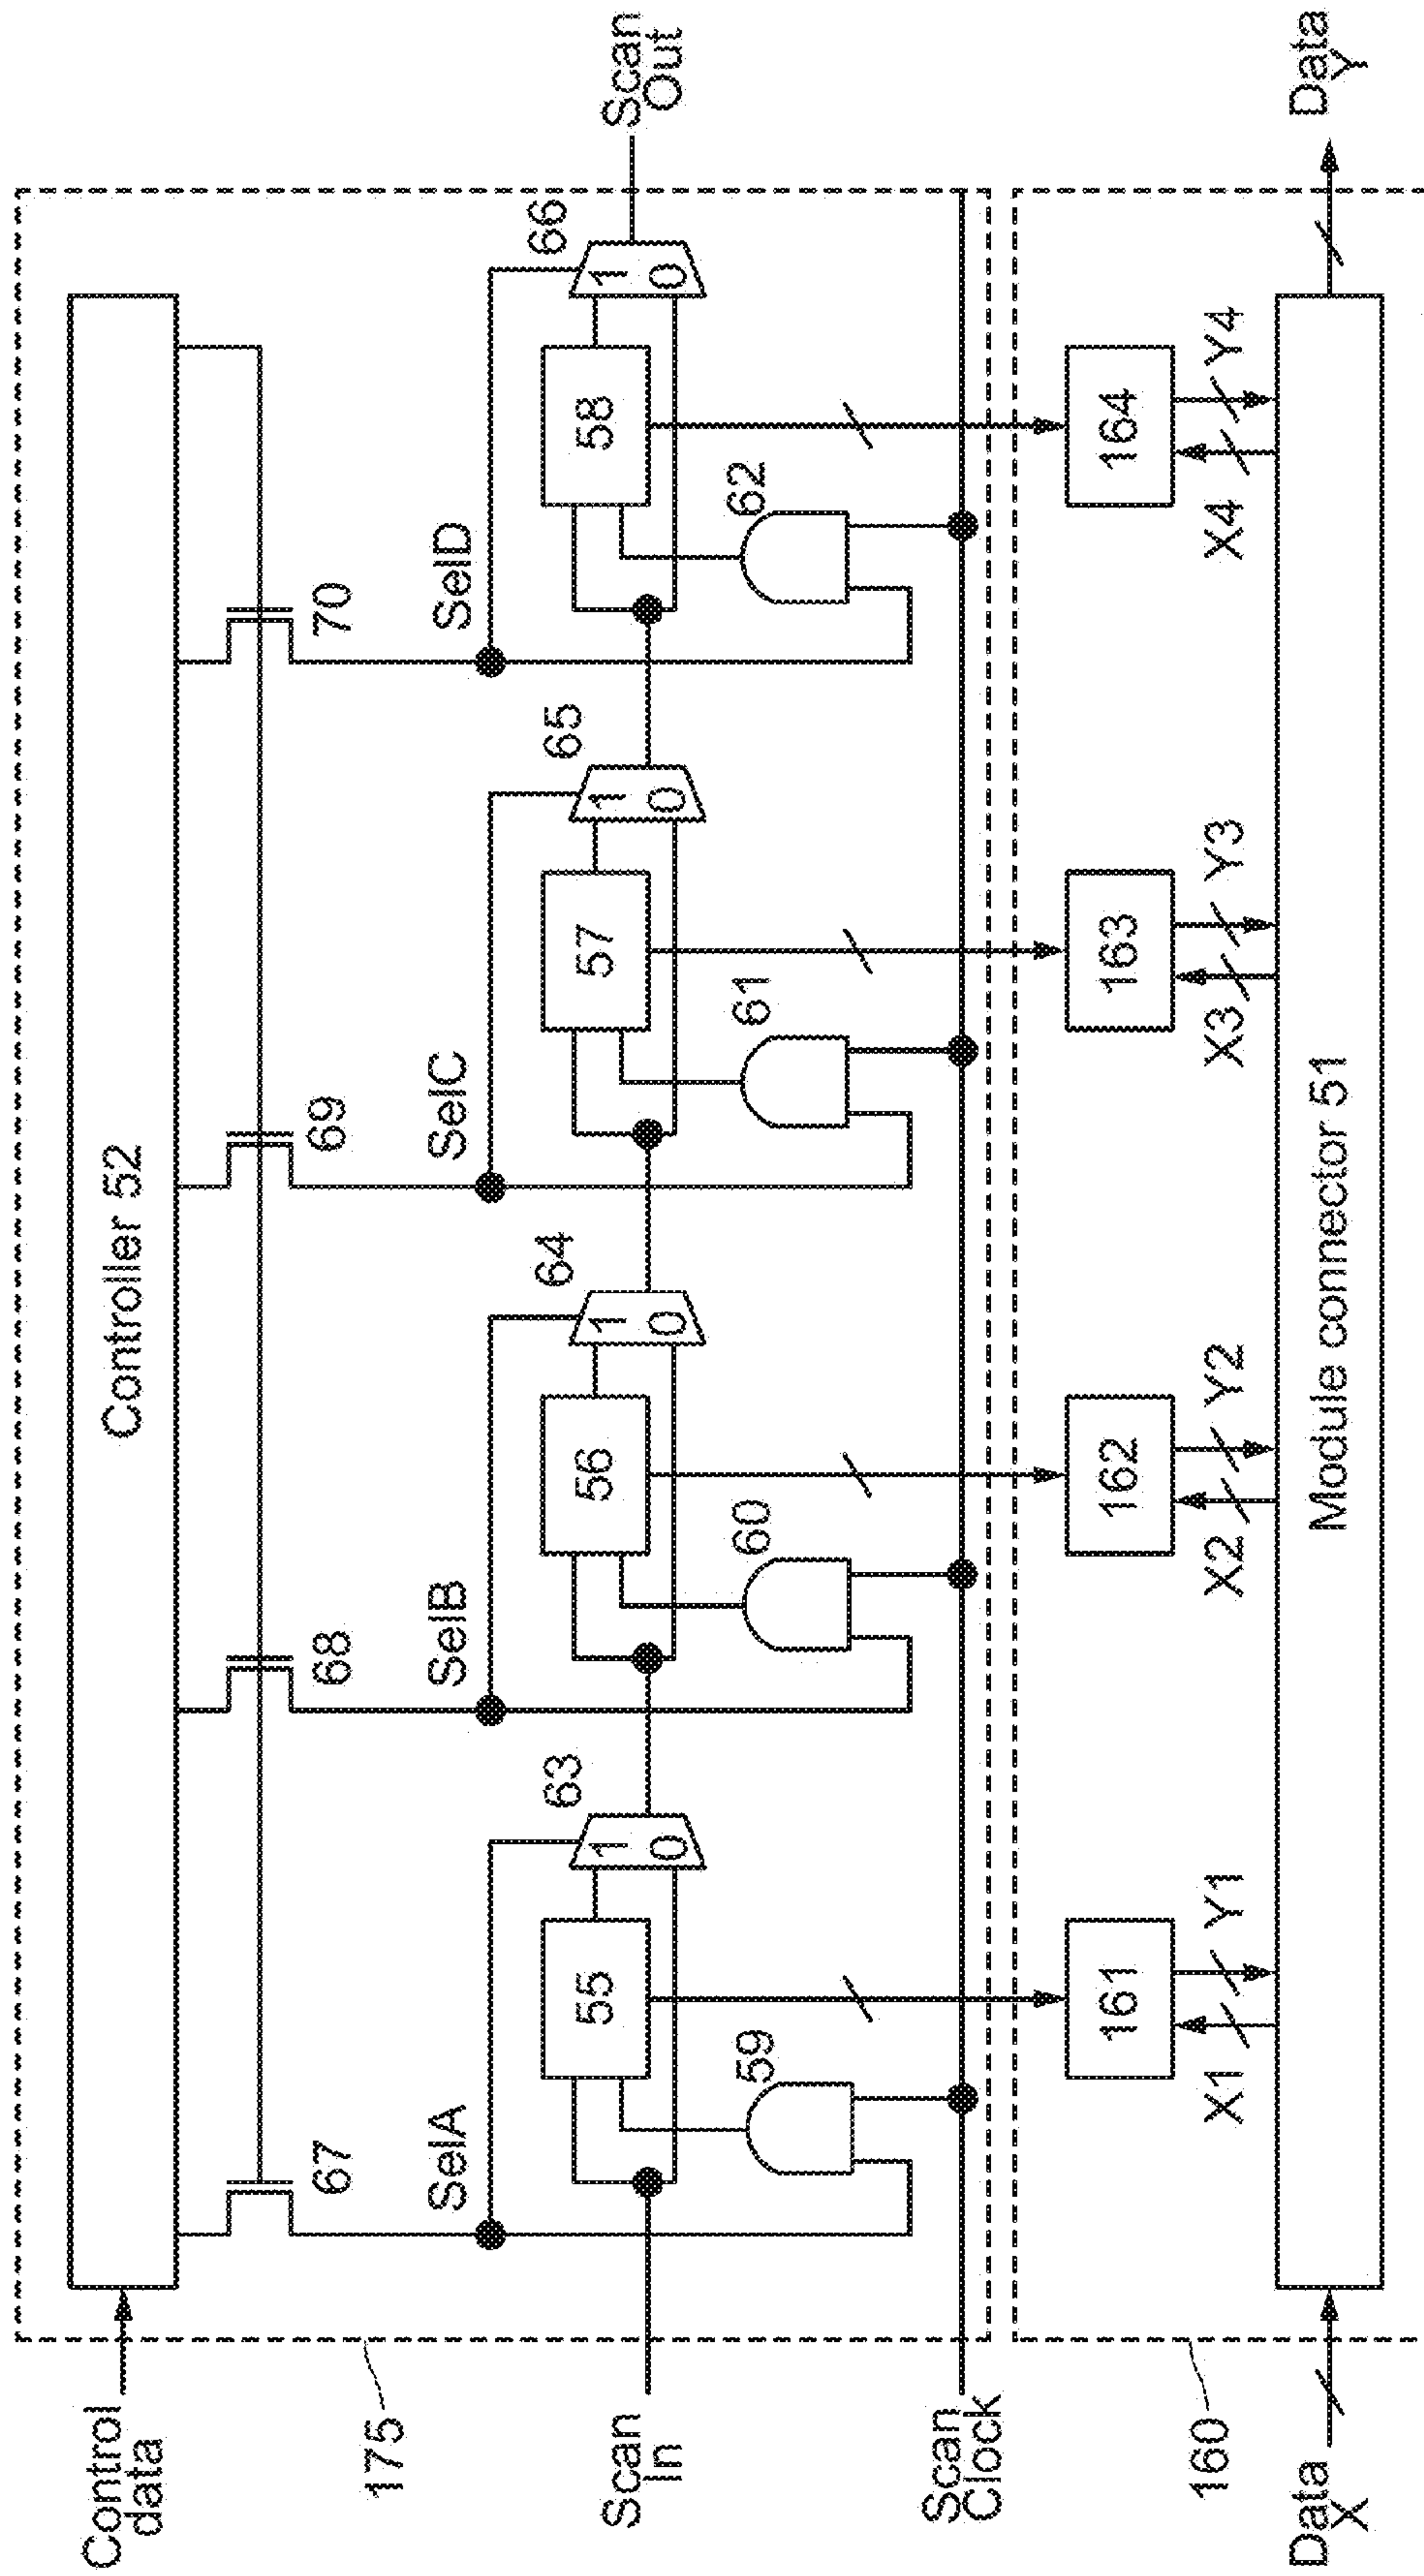 Control
data
Controller 52
175
67
68
69
70
SelA
SelB
SelC
SelD
63
64
65
66
Scan
In
55
1
0
56
1
0
57
1
0
58
1
0
Scan
Out
59
60
61
62
Scan
Clock
160
161
162
163
164
X1
Y1
X2
Y2
X3
Y3
X4
Y4
Data
X
Module connector 51
Data
Y